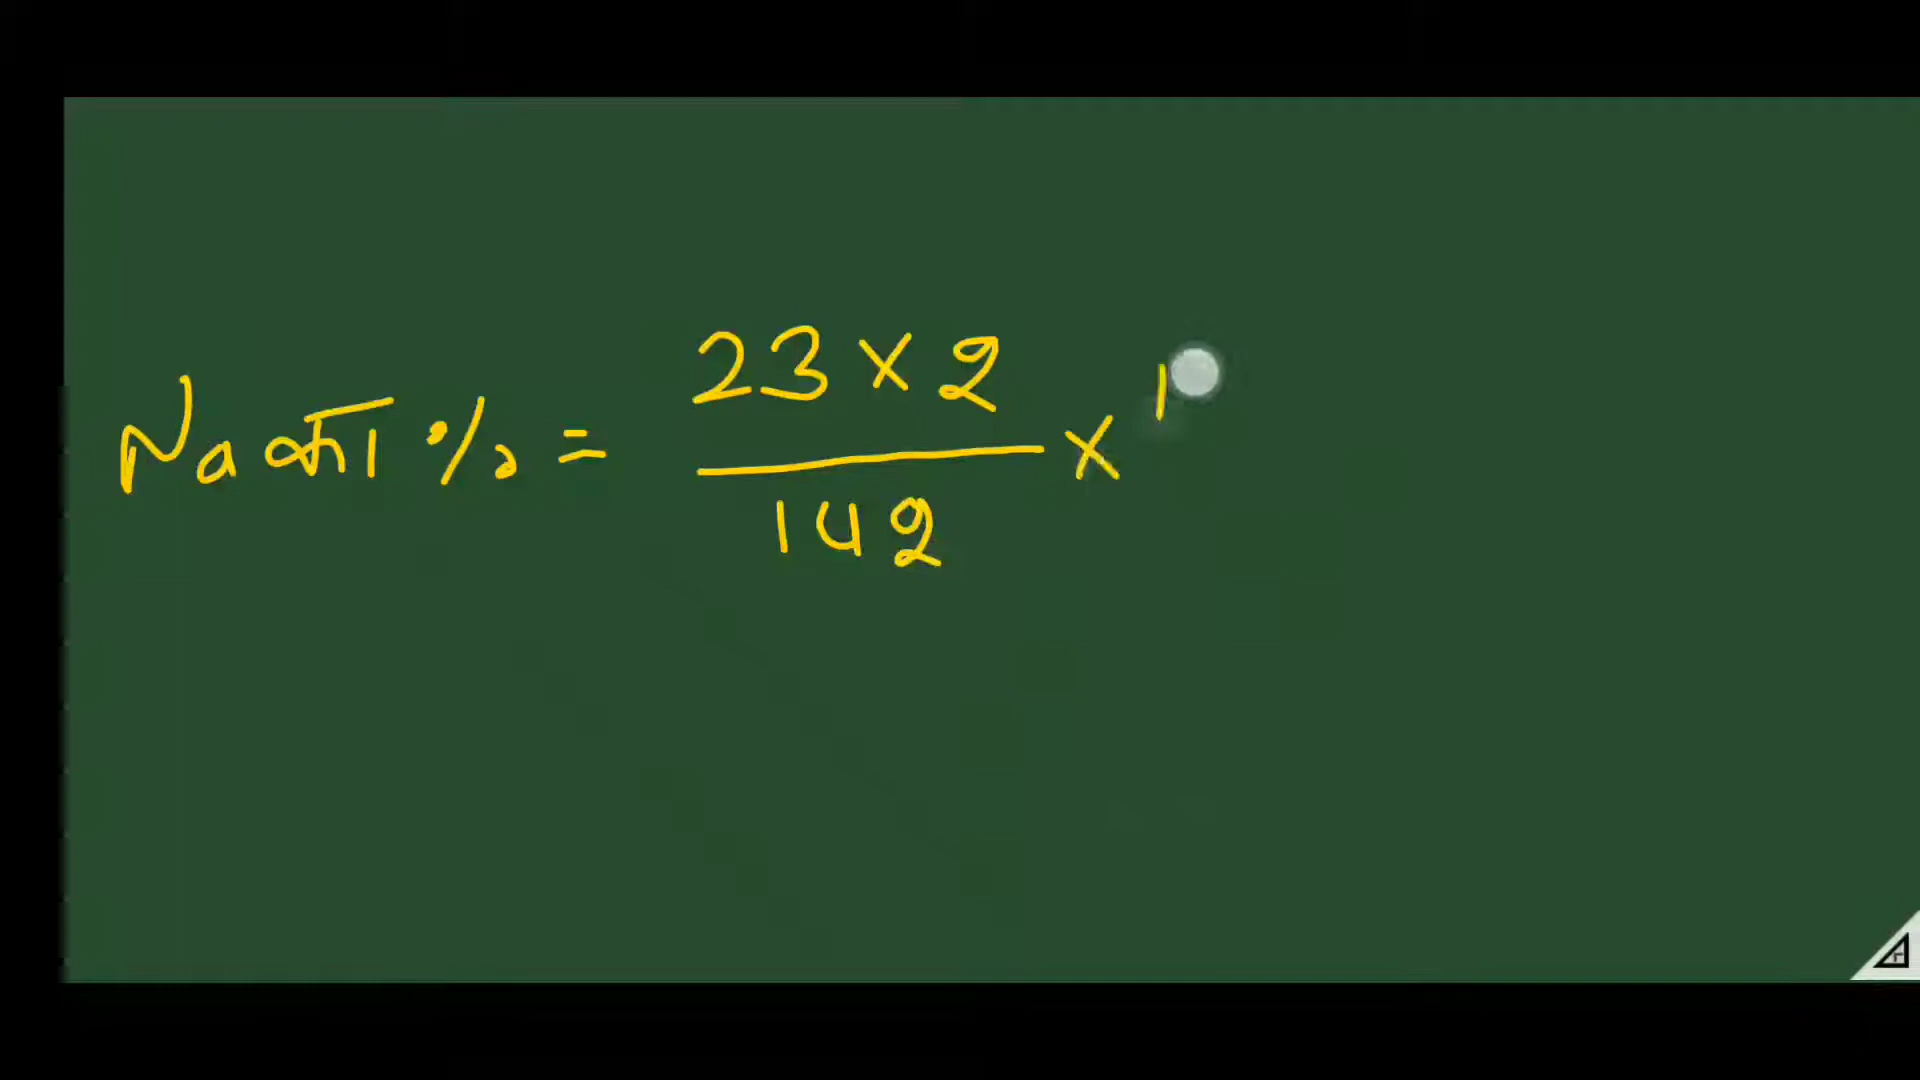 Na का % = 23 × 2 / 142 × 1